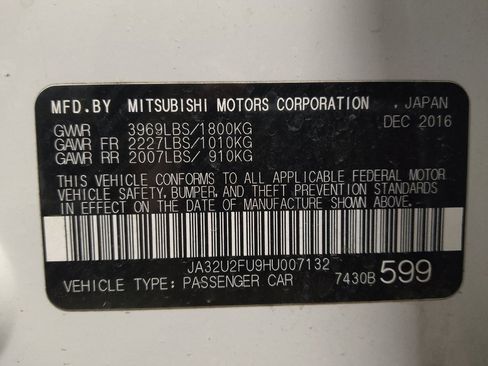 MFD.BY MITSUBISHI MOTORS CORPORATION , JAPAN
GVWR 3969LBS/1800KG DEC 2016
GAWR FR 2227LBS/1010KG
GAWR RR 2007LBS/ 910KG
THIS VEHICLE CONFORMS TO ALL APPLICABLE FEDERAL MOTOR
VEHICLE SAFETY, BUMPER, AND THEFT PREVENTION STANDARDS
IN EFFECT ON THE DATE OF MANUFACTURE SHOWN ABOVE.
JA32U2FU9HU007132
VEHICLE TYPE: PASSENGER CAR 7430B 599